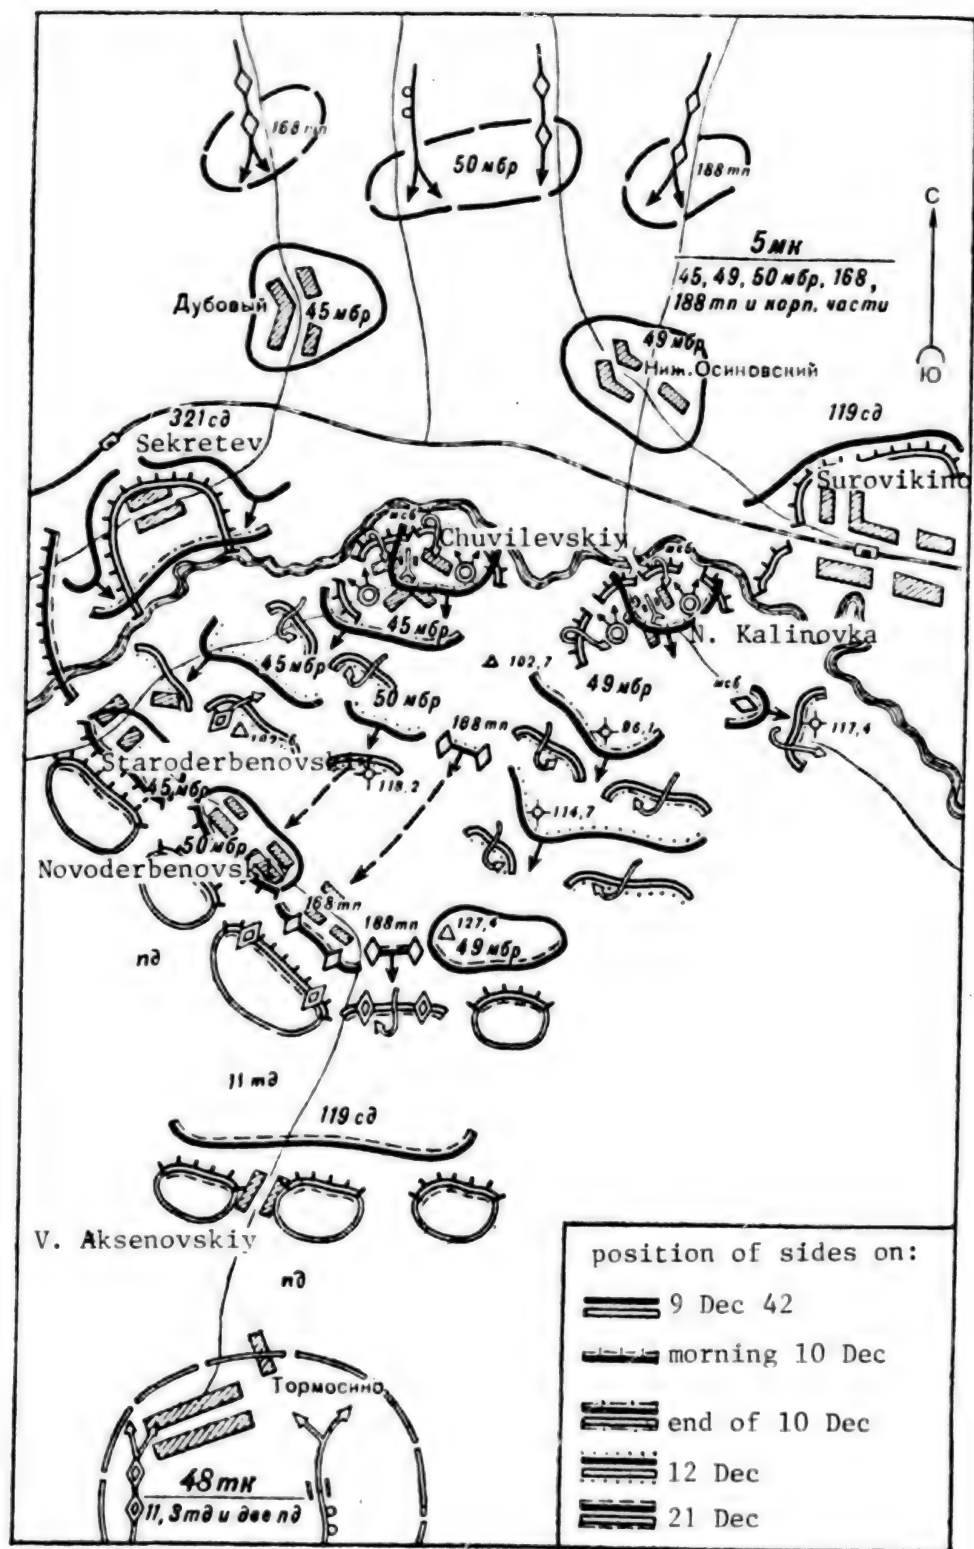 168 тп
50 мбр
188 тп
С
Ю
5 мк
45, 49, 50 мбр, 168,
188 тп и корп. части
Дубовый
45 мбр
49 мбр
Ниж. Осиновский
321 сд
Sekretev
119 сд
Surovikino
мсв
Chuvilevskiy
мсв
N. Kalinovka
45 мбр
45 мбр
102,7
50 мбр
49 мбр
мсв
188 тп
86,1
117,4
Staroderbenovski
118,2
45 мбр
114,7
50 мбр
Novoderbenovsk
168 тп
188 тп
127,4
49 мбр
пд
11 тд
119 сд
V. Aksenovskiy
пд
Тормосино
48 тк
11, 3 тд и две пд
position of sides on:
9 Dec 42
morning 10 Dec
end of 10 Dec
12 Dec
21 Dec